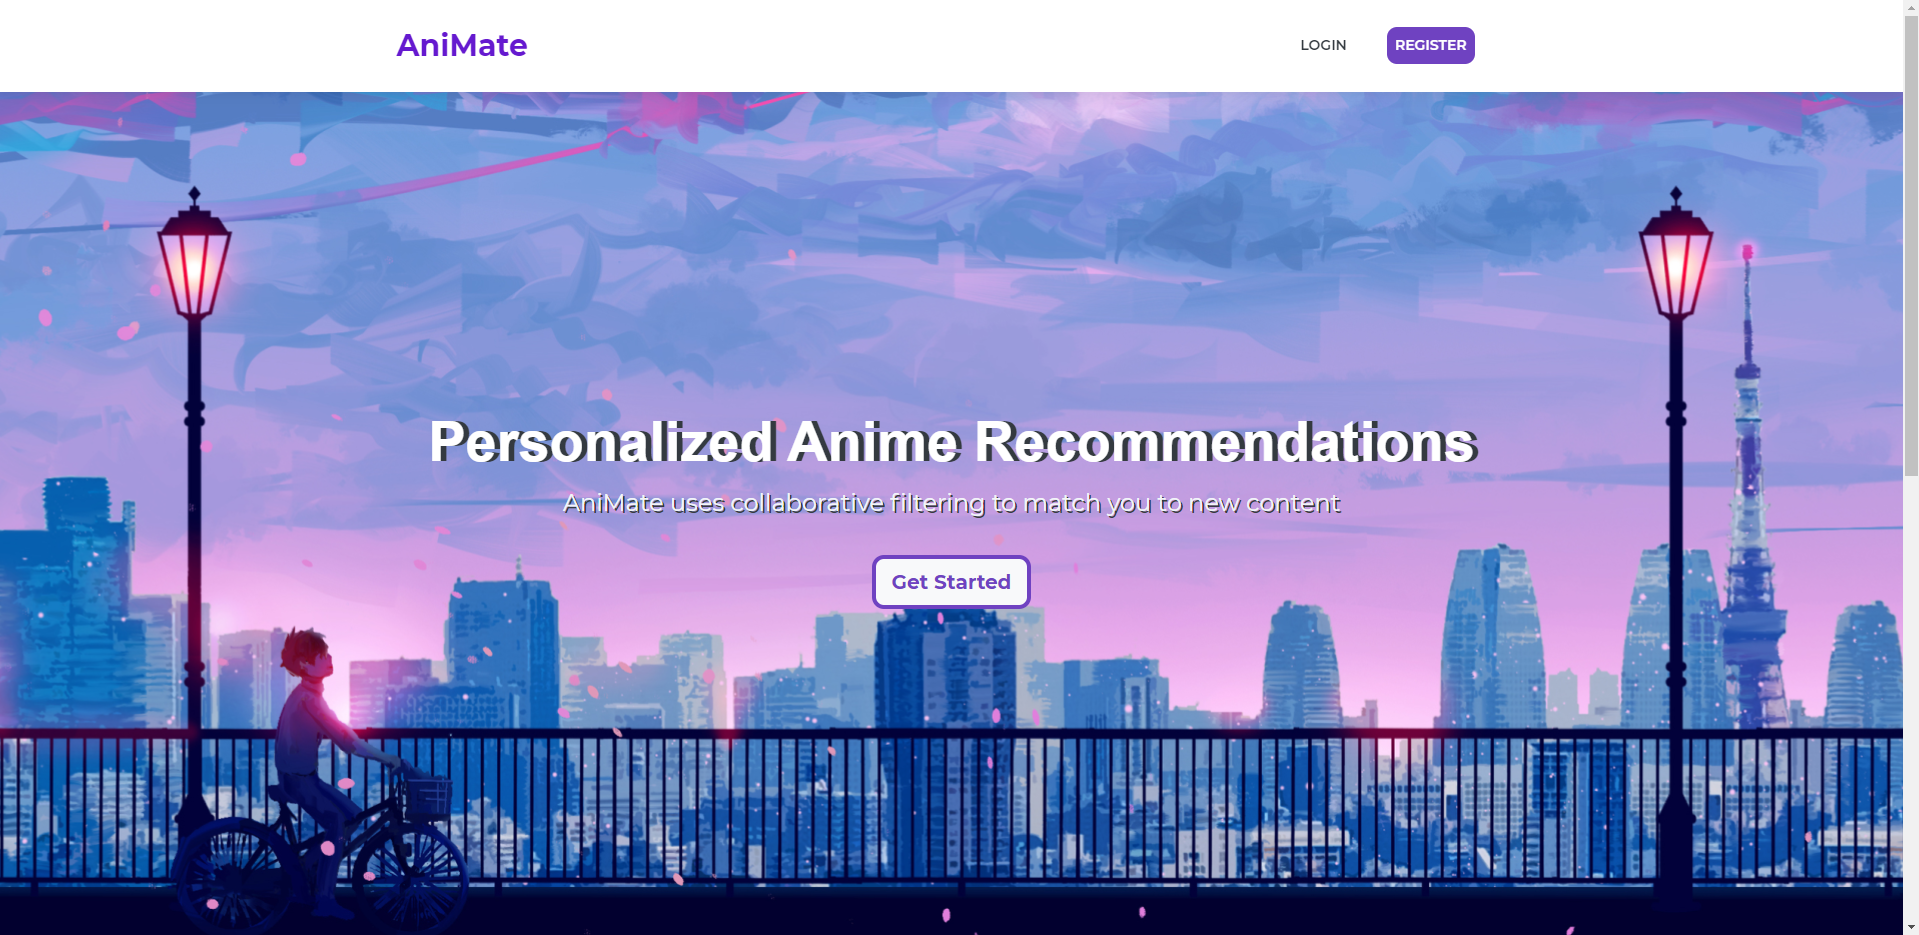 AniMate
LOGIN
REGISTER
Personalized Anime Recommendations
AniMate uses collaborative filtering to match you to new content
Get Started